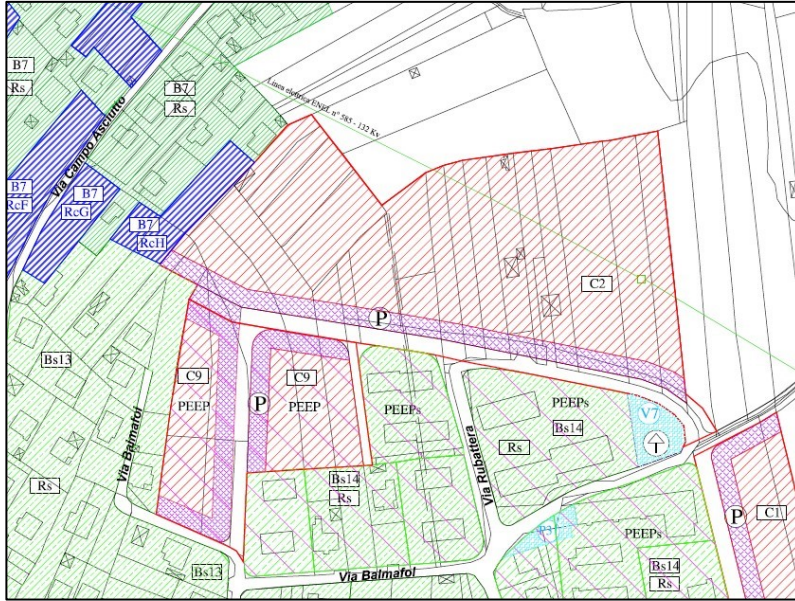 B7
Rs
B7
Rs
Linea elettrica ENEL n° 585 - 132 Kv
Via Campo Asciutto
B7
RcF
B7
RcG
B7
RcH
C2
P
Bs13
C9
PEEP
P
C9
PEEP
PEEPs
PEEPs
Bs14
Rs
V7
Via Balmafol
Via Rubattera
Rs
Bs14
Rs
P3
PEEPs
P
C1
Bs14
Rs
Bs13
Via Balmafol